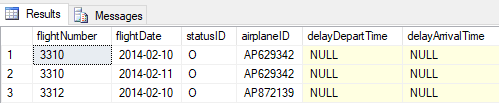 Results Messages
flightNumber flightDate statusID airplaneID delayDepartTime delayArrivalTime
1 3310 2014-02-10 O AP629342 NULL NULL
2 3310 2014-02-11 O AP629342 NULL NULL
3 3312 2014-02-10 O AP872139 NULL NULL